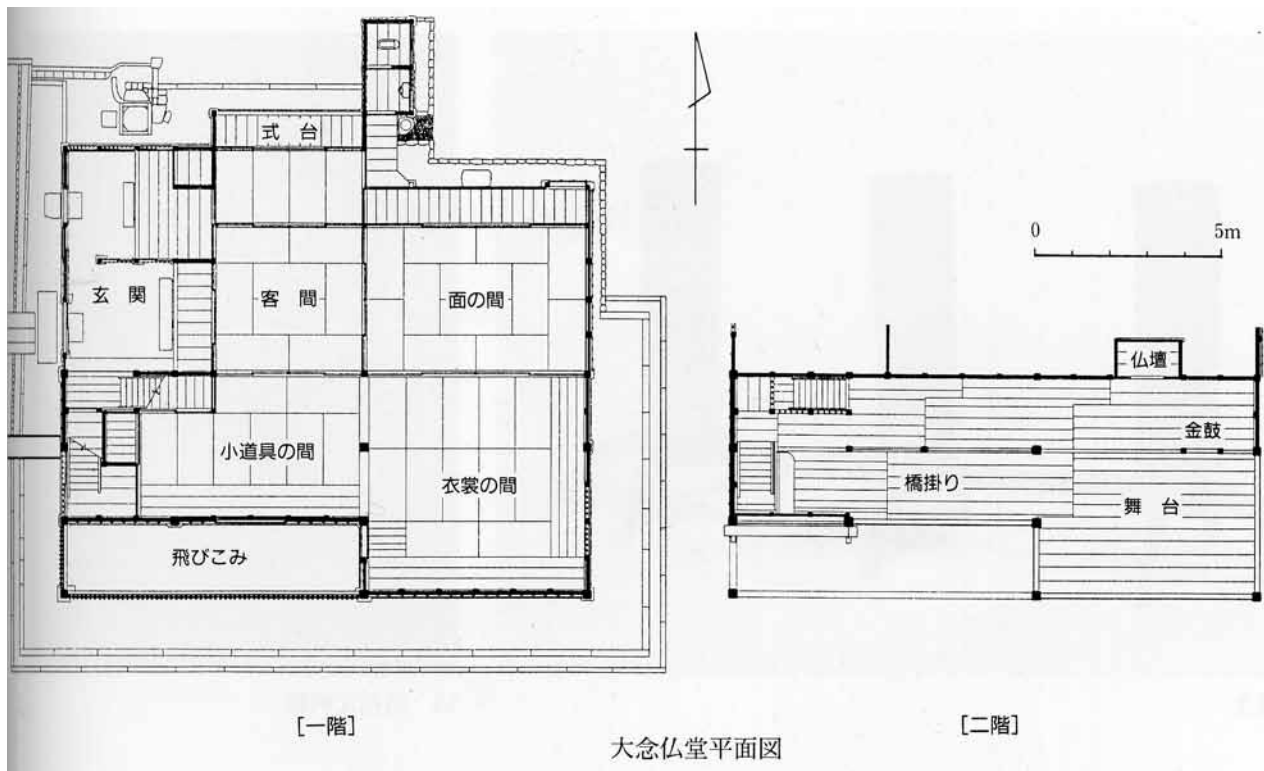 式台
玄関
客間
面の間
小道具の間
衣裳の間
飛びこみ
[一階]
0 5m
仏壇
金鼓
橋掛り
舞台
[二階]
大念仏堂平面図